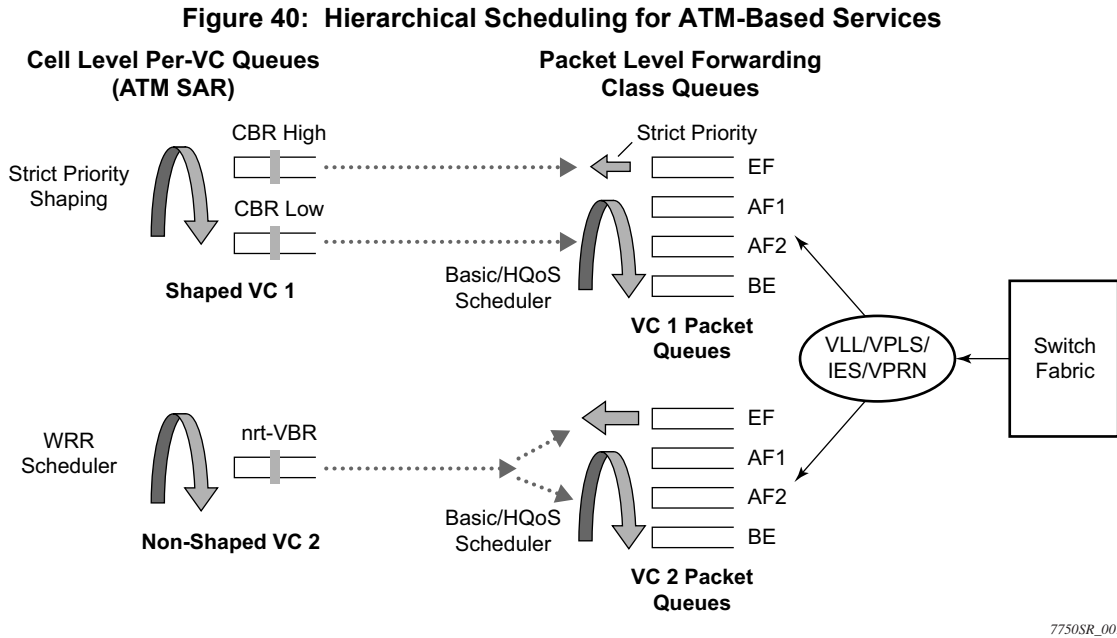 Figure 40: Hierarchical Scheduling for ATM-Based Services
Cell Level Per-VC Queues
(ATM SAR)
Packet Level Forwarding
Class Queues
CBR High
Strict Priority
EF
Strict Priority
Shaping
AF1
CBR Low
AF2
Basic/HQoS
Scheduler
BE
Shaped VC 1
VC 1 Packet
Queues
VLL/VPLS/
IES/VPRN
Switch
Fabric
WRR
Scheduler
nrt-VBR
EF
AF1
AF2
Basic/HQoS
Scheduler
BE
Non-Shaped VC 2
VC 2 Packet
Queues
7750SR_00